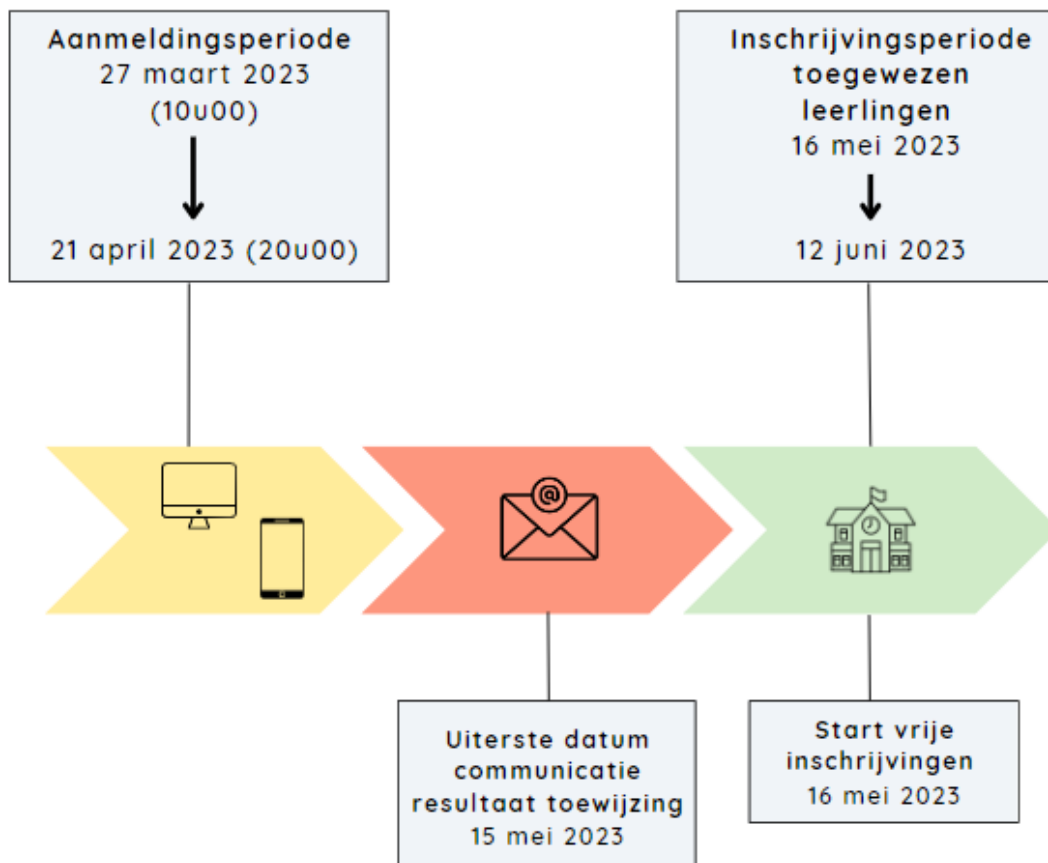 Aanmeldingsperiode
27 maart 2023
(10u00)
21 april 2023 (20u00)
Inschrijvingsperiode
toegewezen
leerlingen
16 mei 2023
12 juni 2023
@
Uiterste datum
communicatie
resultaat toewijzing
15 mei 2023
Start vrije
inschrijvingen
16 mei 2023